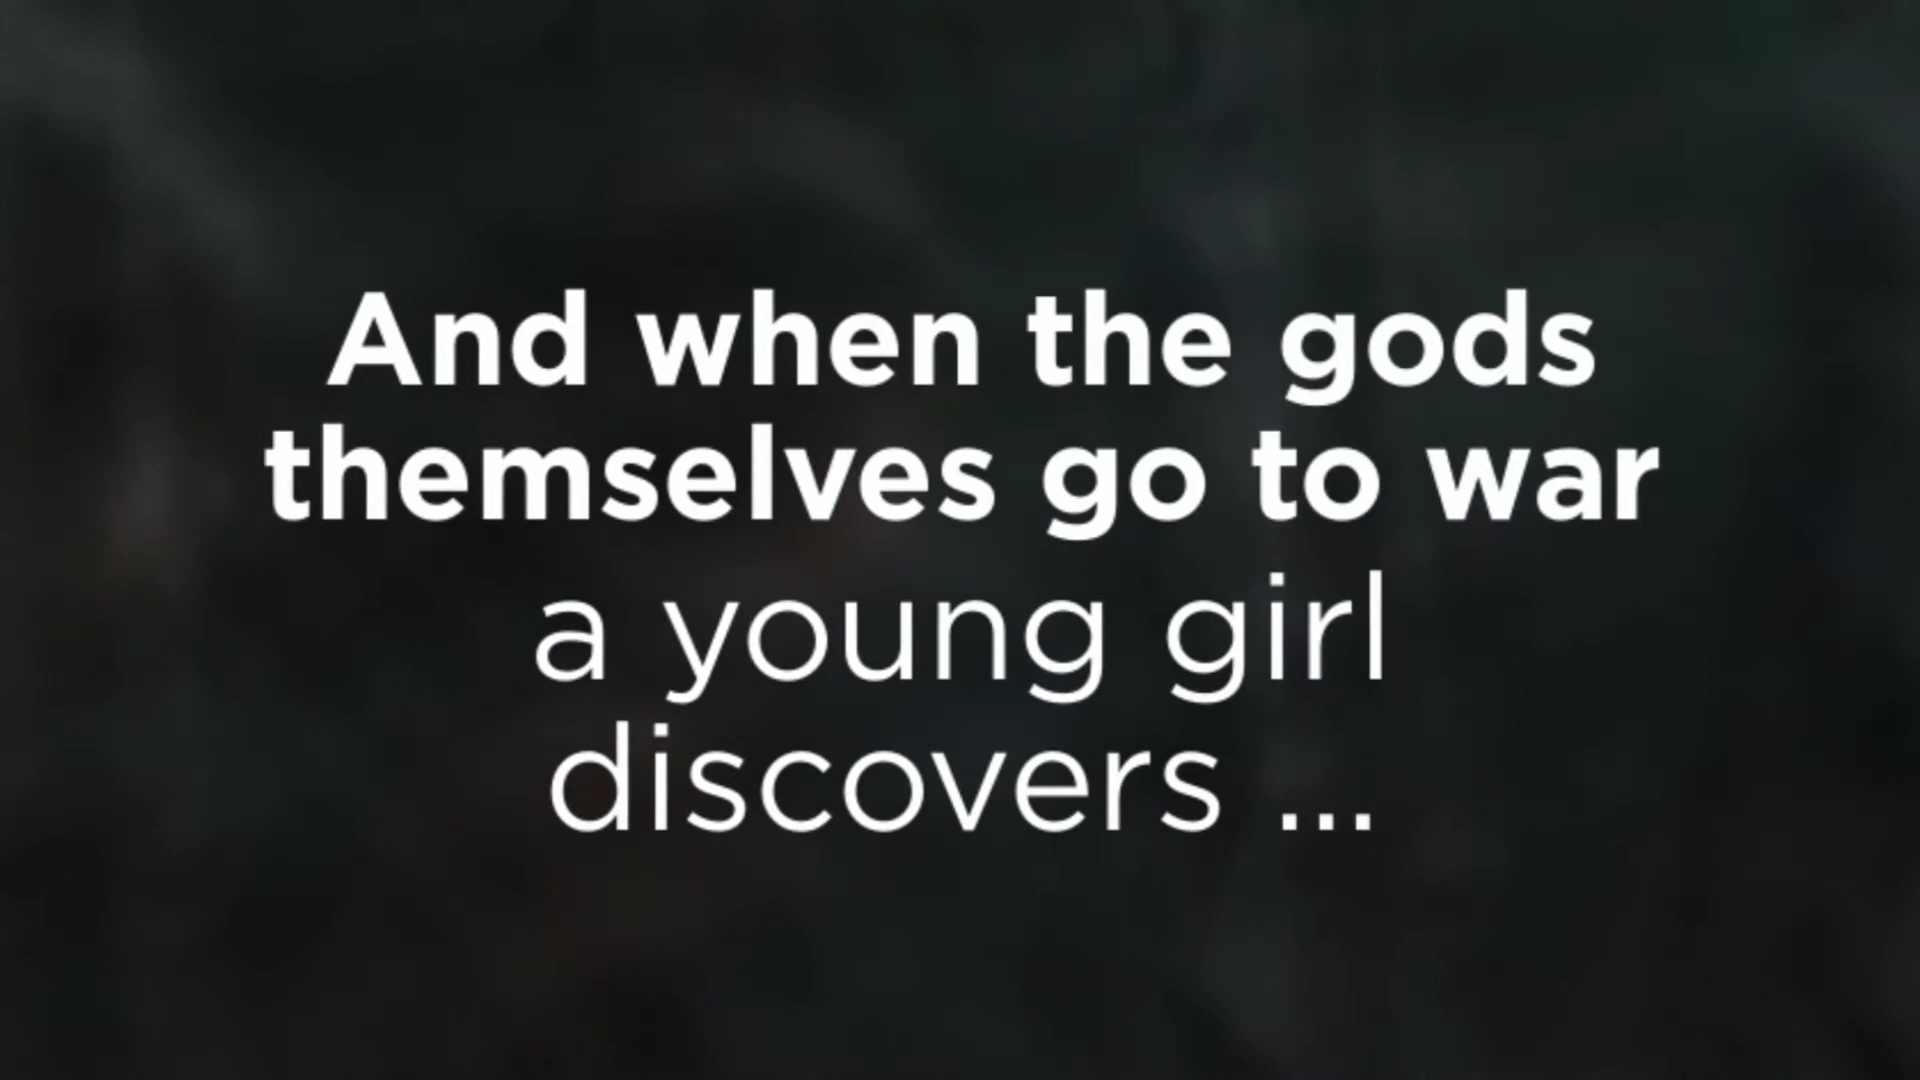 And when the gods
themselves go to war
a young girl
discovers ...